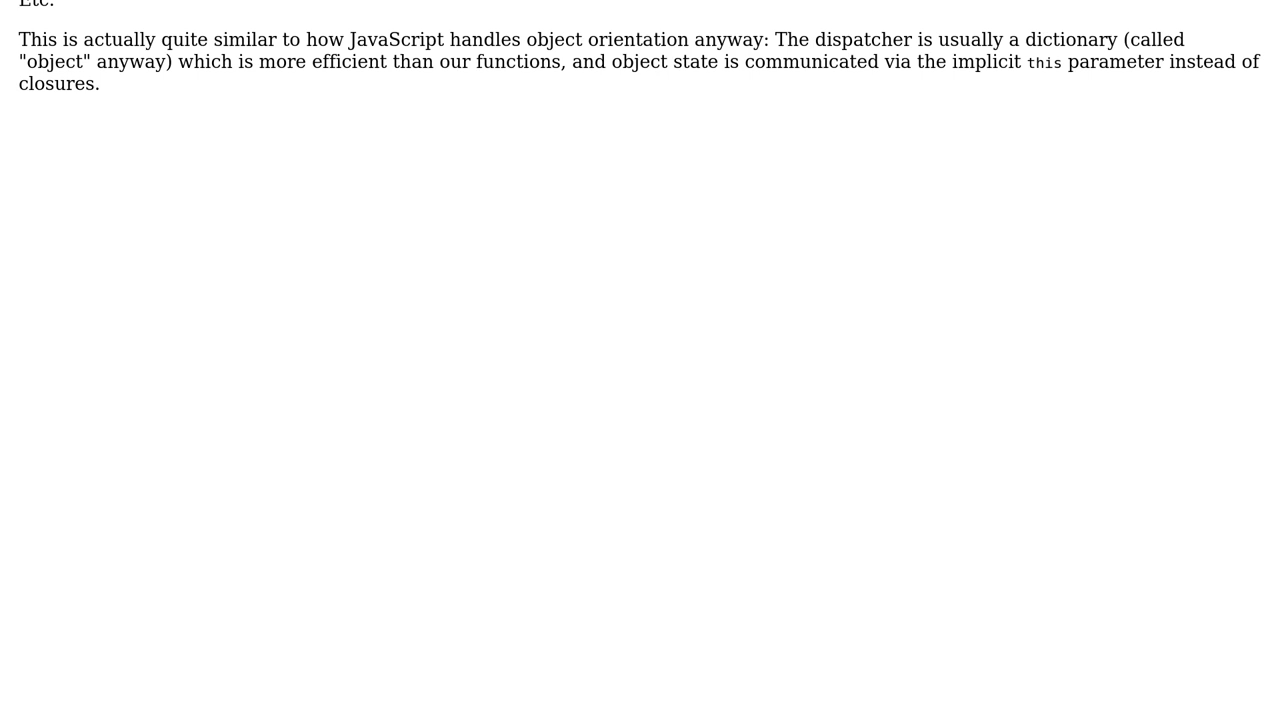 Etc.
This is actually quite similar to how JavaScript handles object orientation anyway: The dispatcher is usually a dictionary (called
"object" anyway) which is more efficient than our functions, and object state is communicated via the implicit this parameter instead of
closures.